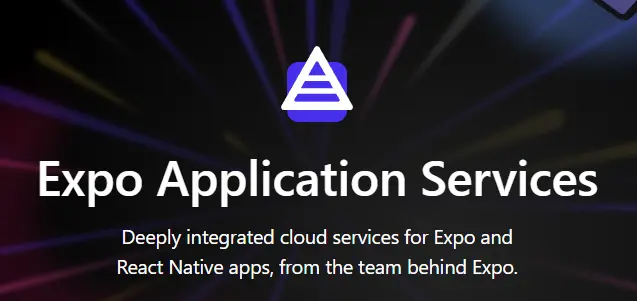 Expo Application Services
Deeply integrated cloud services for Expo and
React Native apps, from the team behind Expo.